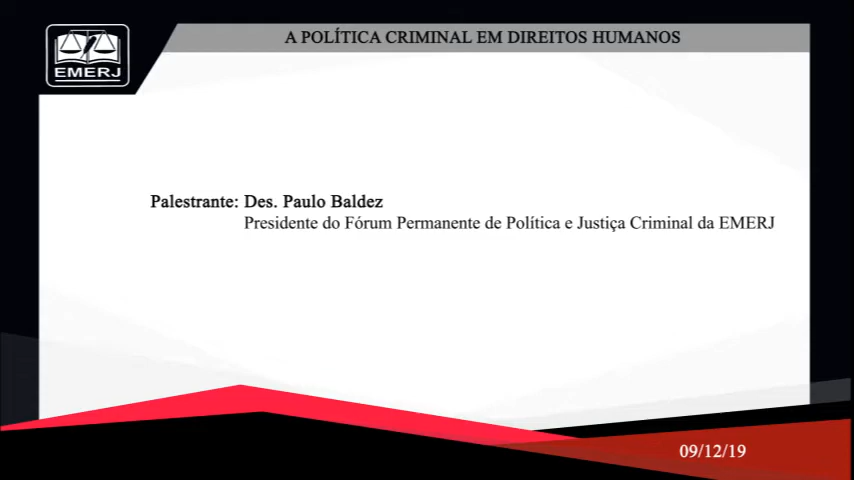 A POLÍTICA CRIMINAL EM DIREITOS HUMANOS
EMERJ
Palestrante: Des. Paulo Baldez
Presidente do Fórum Permanente de Política e Justiça Criminal da EMERJ
09/12/19